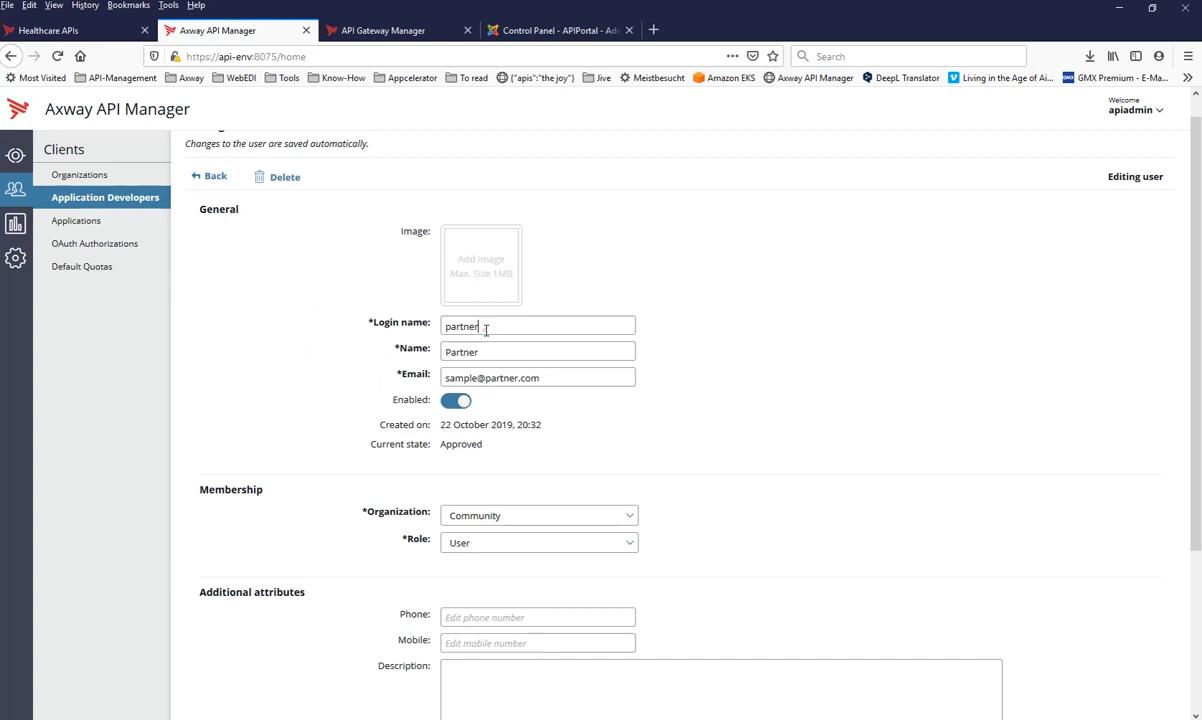 File Edit View History Bookmarks Tools Help
Healthcare APIs
Axway API Manager
API Gateway Manager
Control Panel - APIPortal - Adm
https://api-env:8075/home
Search
Most Visited API-Management Axway WebEDI Tools Know-How Appcelerator To read {"apis":"the joy"} Jive Meistbesucht Amazon EKS Axway API Manager DeepL Translator Living in the Age of Ai... GMX Premium - E-Ma...
Axway API Manager
Welcome
apiadmin
Clients
Organizations
Application Developers
Applications
OAuth Authorizations
Default Quotas
Changes to the user are saved automatically.
Back Delete Editing user
General
Image:
Add image
Max. Size 1MB
*Login name: partner
*Name: Partner
*Email: sample@partner.com
Enabled:
Created on: 22 October 2019, 20:32
Current state: Approved
Membership
*Organization: Community
*Role: User
Additional attributes
Phone: Edit phone number
Mobile: Edit mobile number
Description: